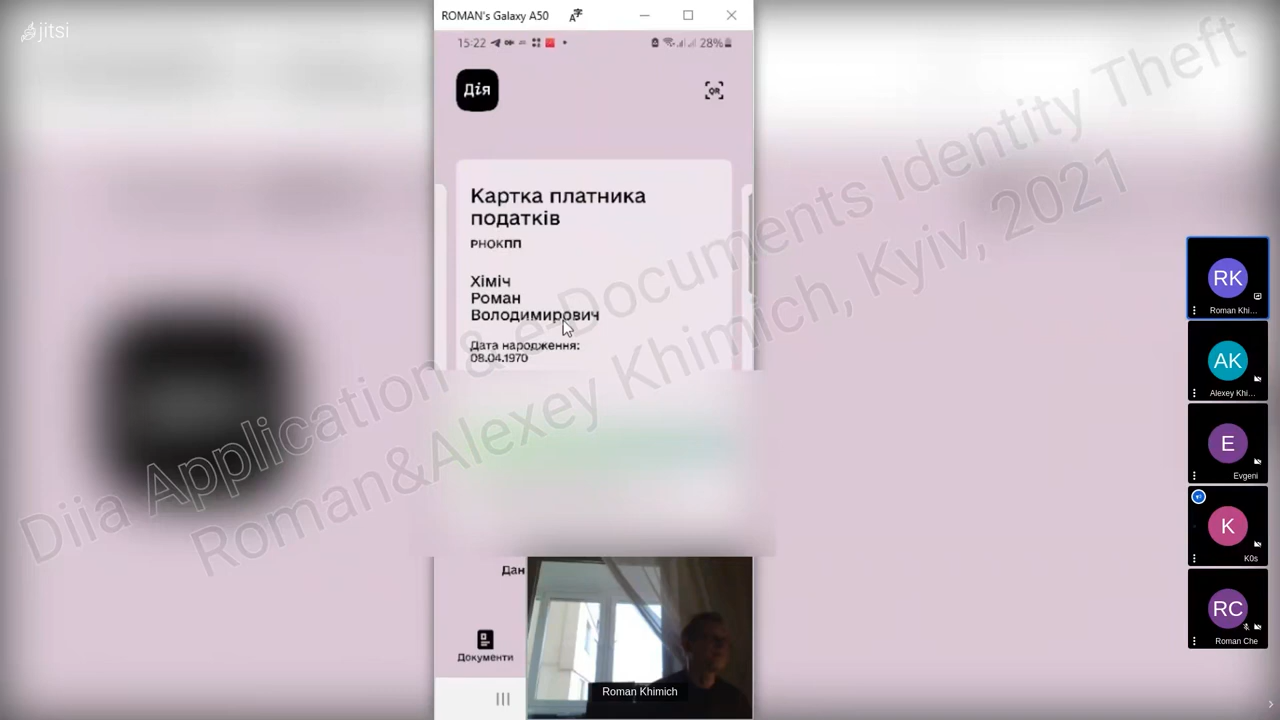 jitsi
ROMAN's Galaxy A50
15:22
28%
Дія
QR
Картка платника
податків
РНОКПП
Хіміч
Роман
Володимирович
Дата народження:
08.04.1970
Diia Application & eDocuments Identity Theft
Roman&Alexey Khimich, Kyiv, 2021
Дан
Документи
Roman Khimich
RK
Roman Khi...
AK
Alexey Khi...
E
Evgeni
K
K0s
RC
Roman Che